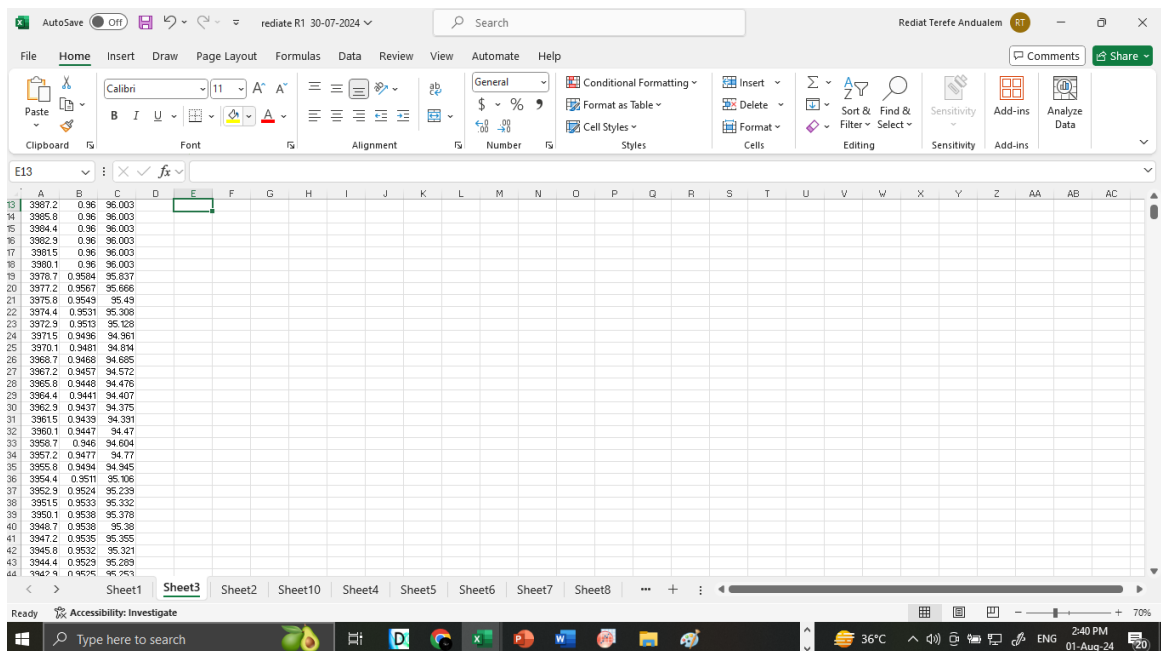 AutoSave Off rediate R1 30-07-2024 Search Rediat Terefe Andualem RT
File Home Insert Draw Page Layout Formulas Data Review View Automate Help Comments Share
Paste Calibri 11 A^ A˅ ab General Conditional Formatting Insert Σ Sort & Find & Sensitivity Add-ins Analyze
B I U A $ % 9 Format as Table Delete Filter Select Data
Cell Styles Format
Clipboard Font Alignment Number Styles Cells Editing Sensitivity Add-ins
E13 fx
A B C D E F G H I J K L M N O P Q R S T U V W X Y Z AA AB AC
13 3987.2 0.96 96.003
14 3985.8 0.96 96.003
15 3984.4 0.96 96.003
16 3982.9 0.96 96.003
17 3981.5 0.96 96.003
18 3980.1 0.96 96.003
19 3978.7 0.9584 95.837
20 3977.2 0.9567 95.666
21 3975.8 0.9549 95.49
22 3974.4 0.9531 95.308
23 3972.9 0.9513 95.128
24 3971.5 0.9496 94.961
25 3970.1 0.9481 94.814
26 3968.7 0.9468 94.685
27 3967.2 0.9457 94.572
28 3965.8 0.9448 94.476
29 3964.4 0.9441 94.407
30 3962.9 0.9437 94.375
31 3961.5 0.9439 94.391
32 3960.1 0.9447 94.47
33 3958.7 0.946 94.604
34 3957.2 0.9477 94.77
35 3955.8 0.9494 94.945
36 3954.4 0.9511 95.106
37 3952.9 0.9524 95.239
38 3951.5 0.9533 95.332
39 3950.1 0.9538 95.378
40 3948.7 0.9538 95.38
41 3947.2 0.9535 95.355
42 3945.8 0.9532 95.321
43 3944.4 0.9529 95.289
44 3942.9 0.9525 95.253
Sheet1 Sheet3 Sheet2 Sheet10 Sheet4 Sheet5 Sheet6 Sheet7 Sheet8 ... +
Ready Accessibility: Investigate 70%
Type here to search 36°C ENG 2:40 PM
01-Aug-24 20